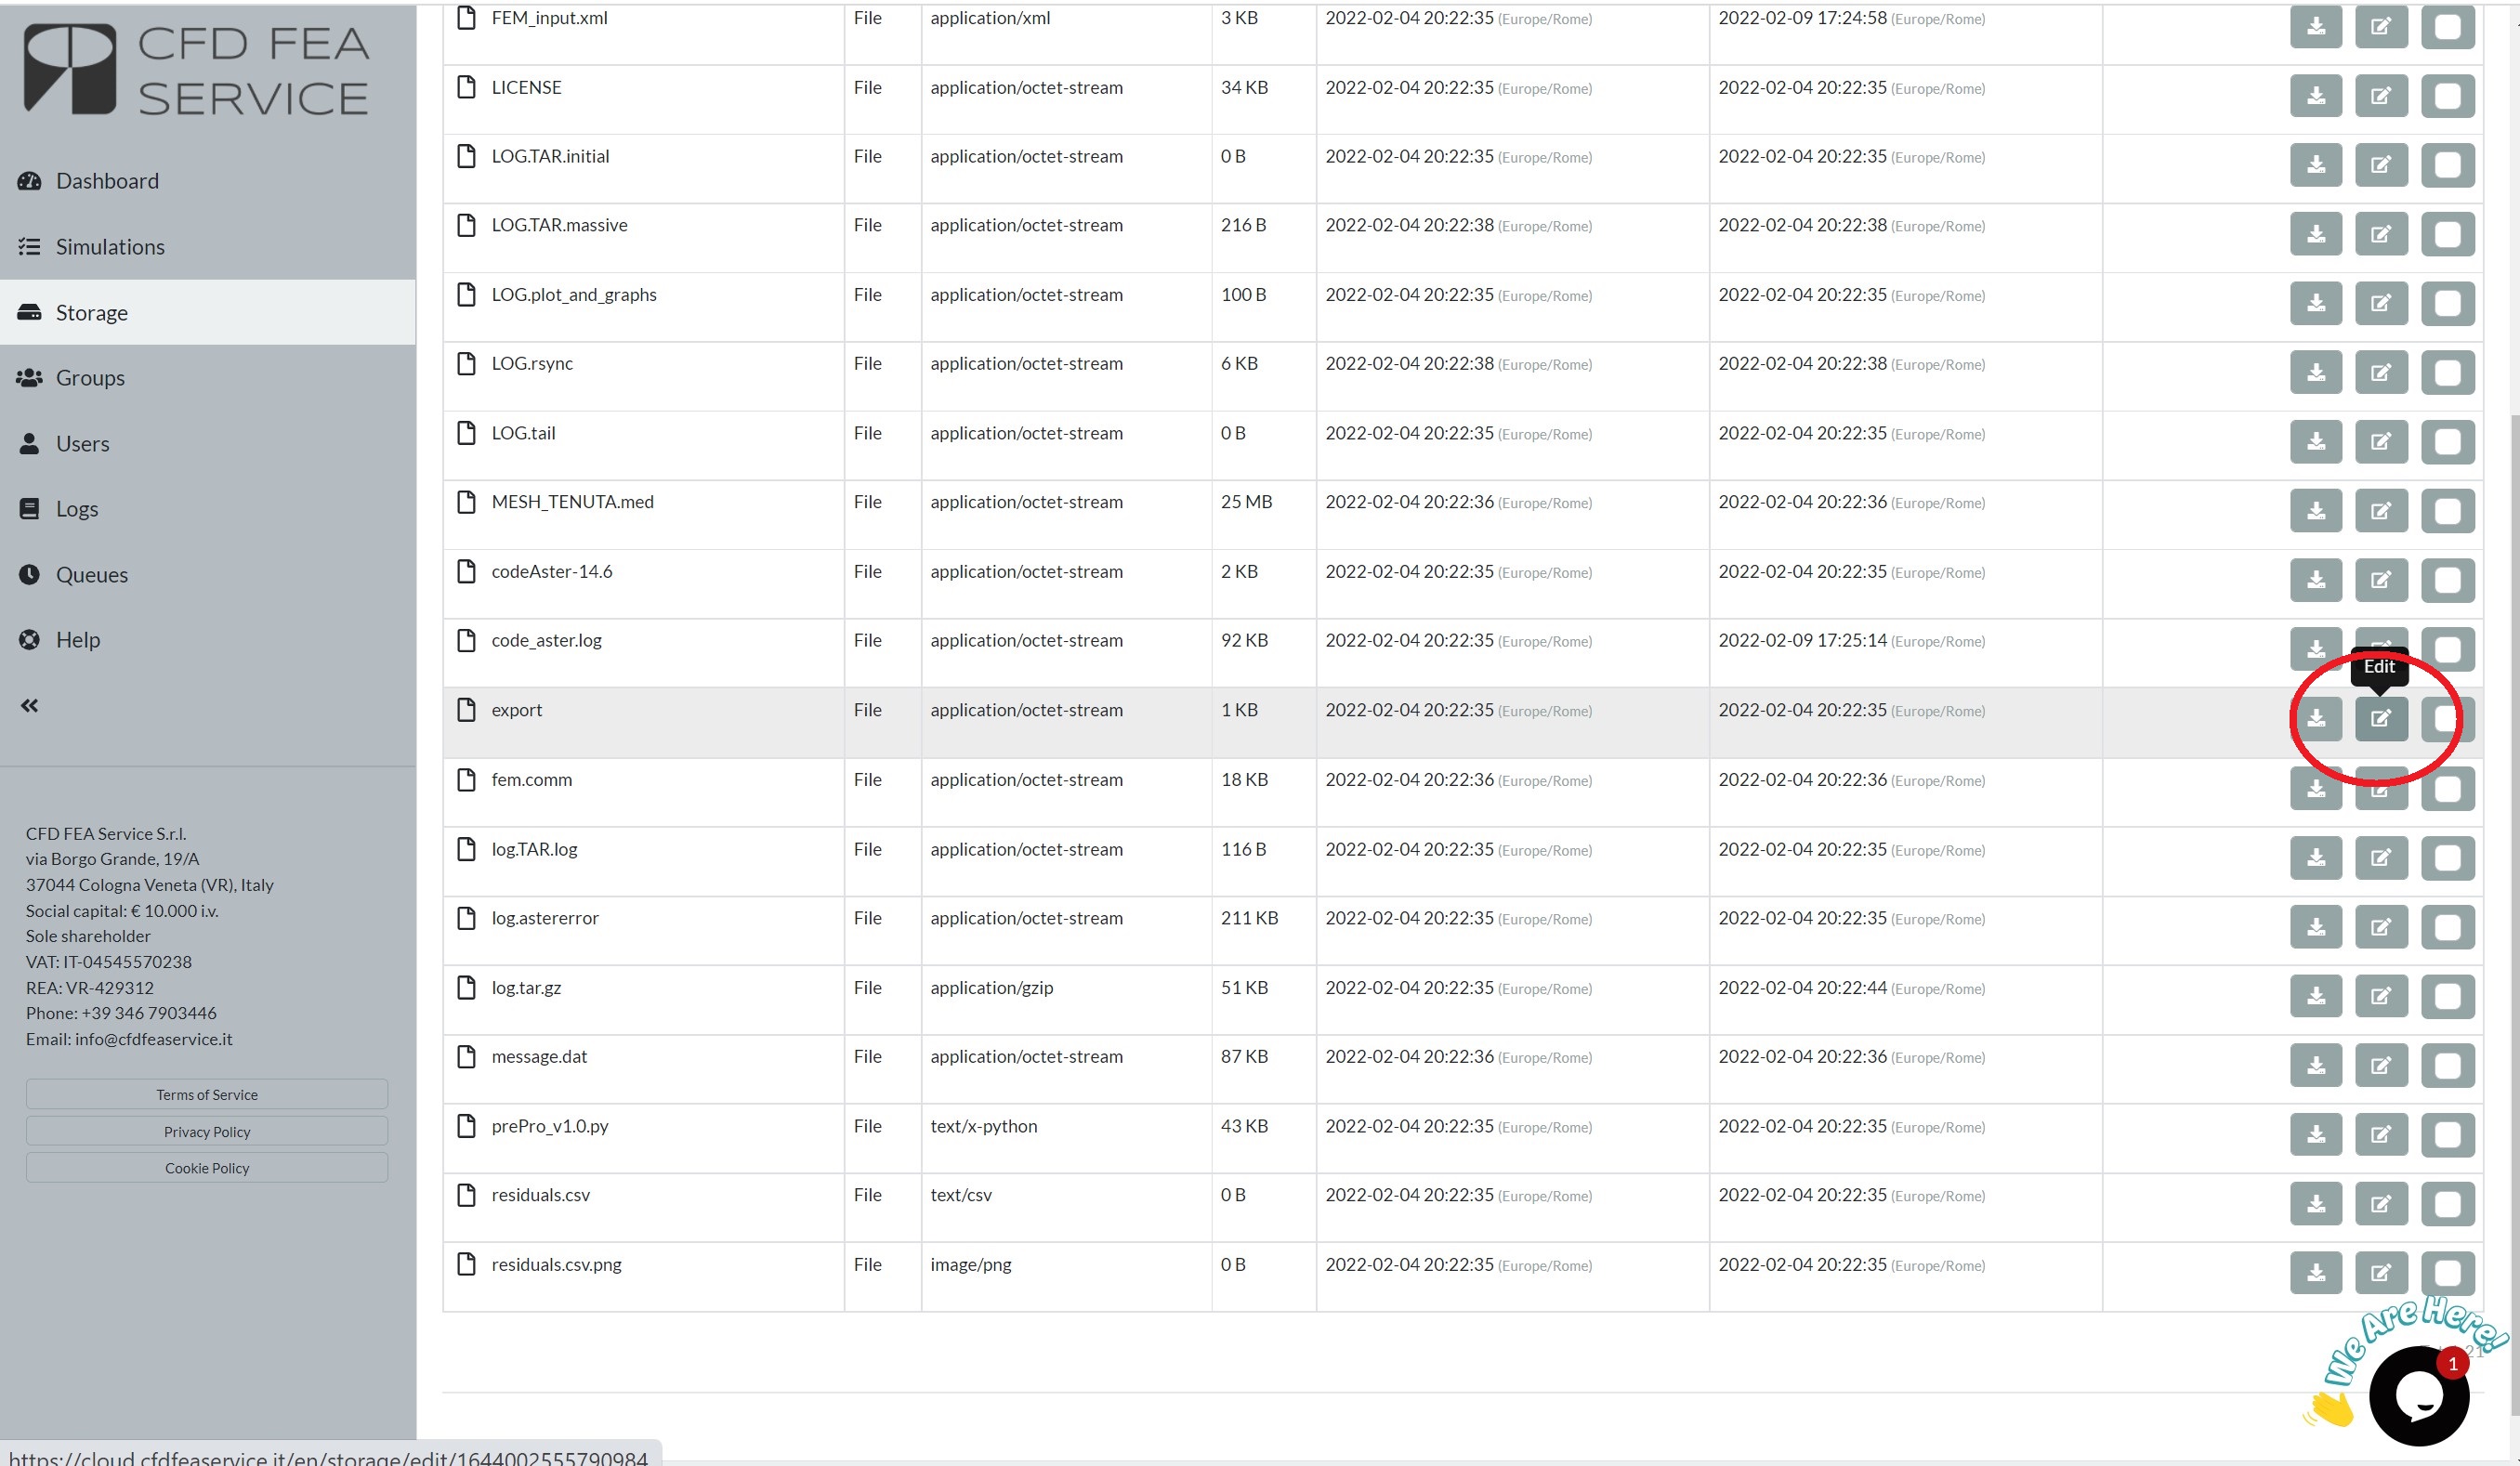 CFD FEA
SERVICE
Dashboard
Simulations
Storage
Groups
Users
Logs
Queues
Help
CFD FEA Service S.r.l.
via Borgo Grande, 19/A
37044 Cologna Veneta (VR), Italy
Social capital: € 10.000 i.v.
Sole shareholder
VAT: IT-04545570238
REA: VR-429312
Phone: +39 346 7903446
Email: info@cfdfeaservice.it
Terms of Service
Privacy Policy
Cookie Policy
FEM_input.xml File application/xml 3 KB 2022-02-04 20:22:35 (Europe/Rome) 2022-02-09 17:24:58 (Europe/Rome)
LICENSE File application/octet-stream 34 KB 2022-02-04 20:22:35 (Europe/Rome) 2022-02-04 20:22:35 (Europe/Rome)
LOG.TAR.initial File application/octet-stream 0 B 2022-02-04 20:22:35 (Europe/Rome) 2022-02-04 20:22:35 (Europe/Rome)
LOG.TAR.massive File application/octet-stream 216 B 2022-02-04 20:22:38 (Europe/Rome) 2022-02-04 20:22:38 (Europe/Rome)
LOG.plot_and_graphs File application/octet-stream 100 B 2022-02-04 20:22:35 (Europe/Rome) 2022-02-04 20:22:35 (Europe/Rome)
LOG.rsync File application/octet-stream 6 KB 2022-02-04 20:22:38 (Europe/Rome) 2022-02-04 20:22:38 (Europe/Rome)
LOG.tail File application/octet-stream 0 B 2022-02-04 20:22:35 (Europe/Rome) 2022-02-04 20:22:35 (Europe/Rome)
MESH_TENUTA.med File application/octet-stream 25 MB 2022-02-04 20:22:36 (Europe/Rome) 2022-02-04 20:22:36 (Europe/Rome)
codeAster-14.6 File application/octet-stream 2 KB 2022-02-04 20:22:35 (Europe/Rome) 2022-02-04 20:22:35 (Europe/Rome)
code_aster.log File application/octet-stream 92 KB 2022-02-04 20:22:35 (Europe/Rome) 2022-02-09 17:25:14 (Europe/Rome)
Edit
export File application/octet-stream 1 KB 2022-02-04 20:22:35 (Europe/Rome) 2022-02-04 20:22:35 (Europe/Rome)
fem.comm File application/octet-stream 18 KB 2022-02-04 20:22:36 (Europe/Rome) 2022-02-04 20:22:36 (Europe/Rome)
log.TAR.log File application/octet-stream 116 B 2022-02-04 20:22:35 (Europe/Rome) 2022-02-04 20:22:35 (Europe/Rome)
log.astererror File application/octet-stream 211 KB 2022-02-04 20:22:35 (Europe/Rome) 2022-02-04 20:22:35 (Europe/Rome)
log.tar.gz File application/gzip 51 KB 2022-02-04 20:22:35 (Europe/Rome) 2022-02-04 20:22:44 (Europe/Rome)
message.dat File application/octet-stream 87 KB 2022-02-04 20:22:36 (Europe/Rome) 2022-02-04 20:22:36 (Europe/Rome)
prePro_v1.0.py File text/x-python 43 KB 2022-02-04 20:22:35 (Europe/Rome) 2022-02-04 20:22:35 (Europe/Rome)
residuals.csv File text/csv 0 B 2022-02-04 20:22:35 (Europe/Rome) 2022-02-04 20:22:35 (Europe/Rome)
residuals.csv.png File image/png 0 B 2022-02-04 20:22:35 (Europe/Rome) 2022-02-04 20:22:35 (Europe/Rome)
We Are Here!
21
1
https://cloud.cfdfeaservice.it/en/storage/edit/1644002555790984